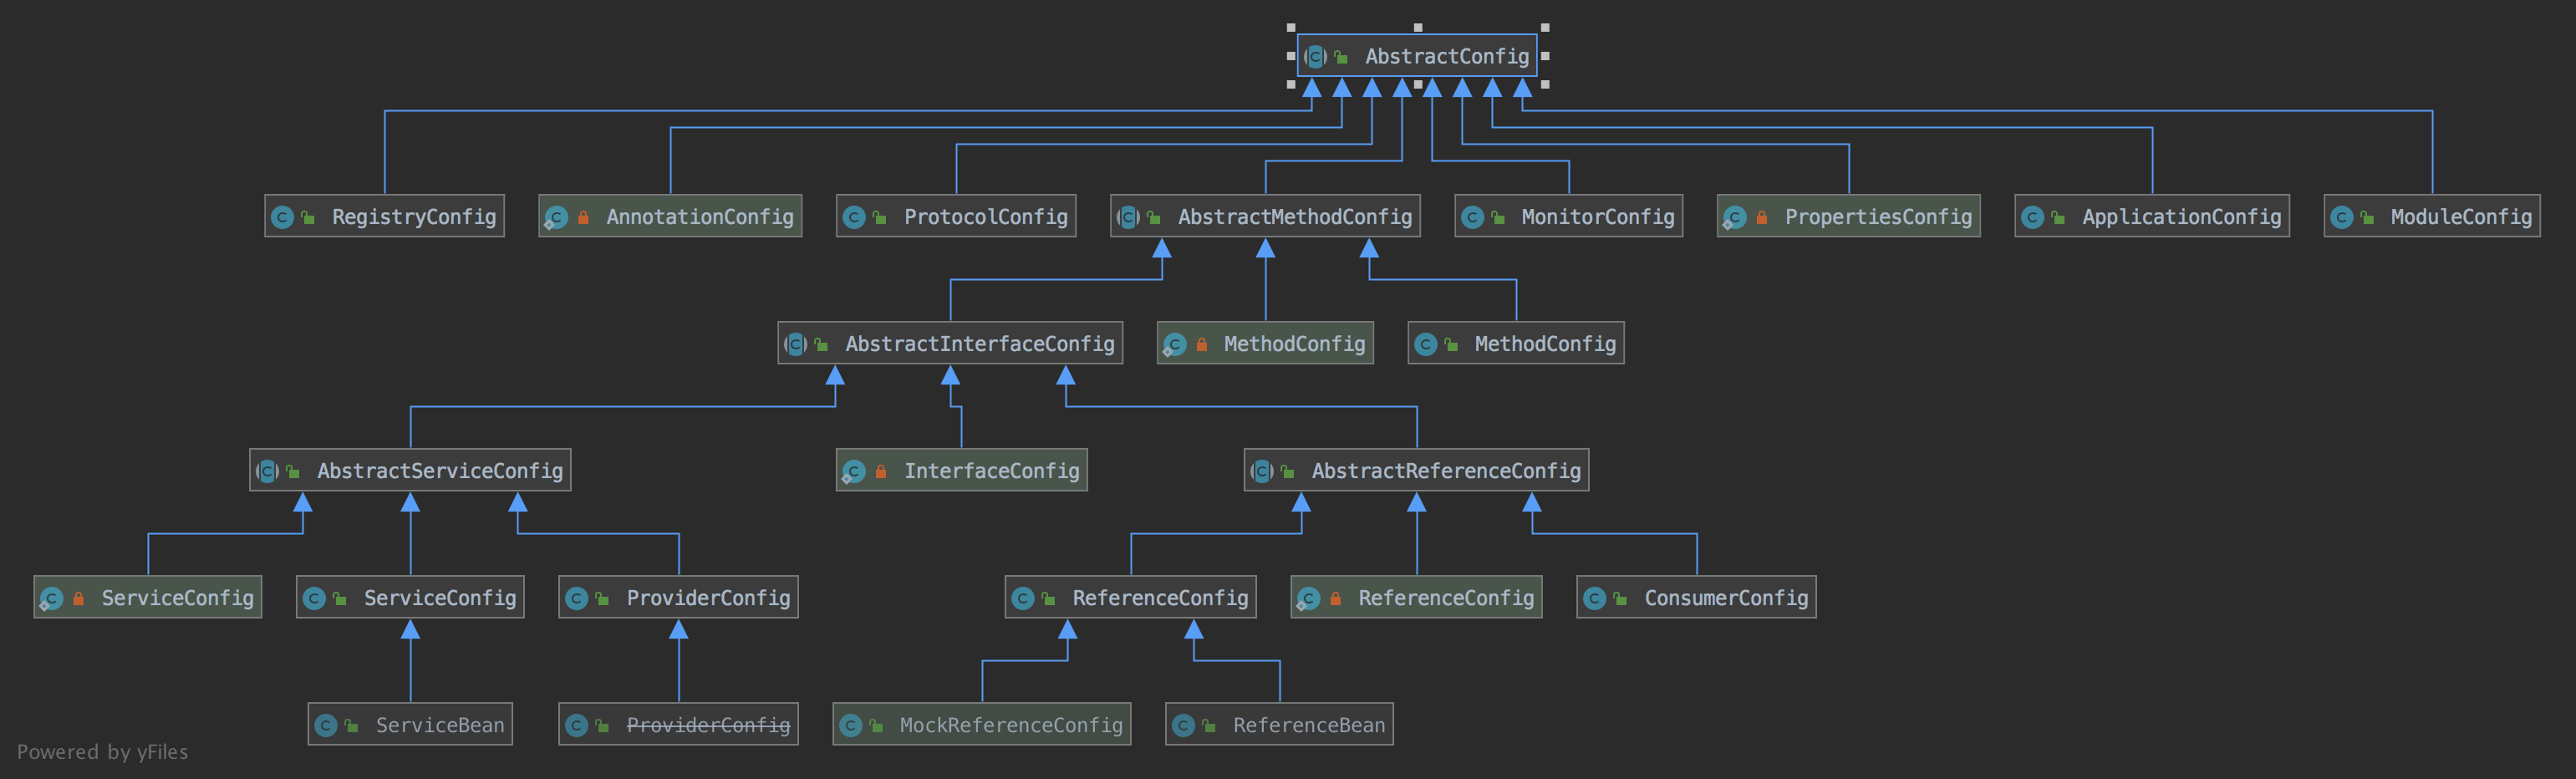 AbstractConfig
RegistryConfig
AnnotationConfig
ProtocolConfig
AbstractMethodConfig
MonitorConfig
PropertiesConfig
ApplicationConfig
ModuleConfig
AbstractInterfaceConfig
MethodConfig
MethodConfig
AbstractServiceConfig
InterfaceConfig
AbstractReferenceConfig
ServiceConfig
ServiceConfig
ProviderConfig
ReferenceConfig
ReferenceConfig
ConsumerConfig
ServiceBean
ProviderConfig
MockReferenceConfig
ReferenceBean
Powered by yFiles